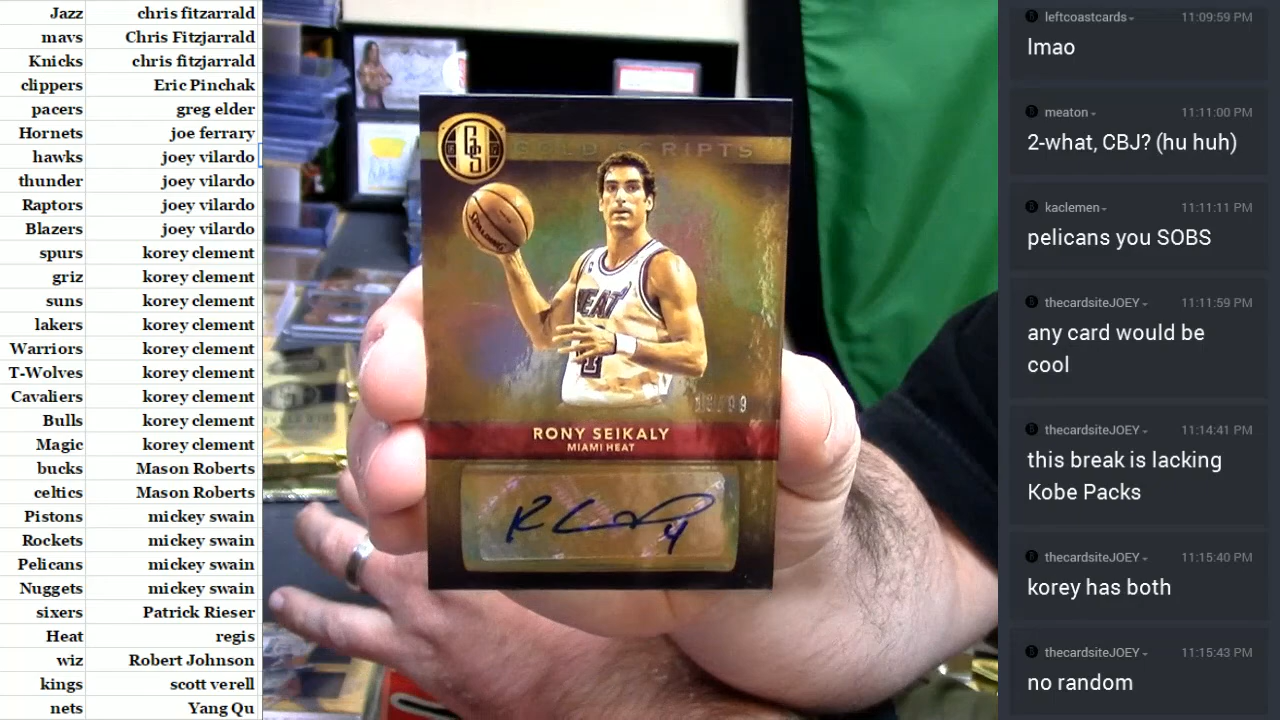 Jazz chris fitzarrald
mavs Chris Fitzjarrald
Knicks chris fitzjarrald
clippers Eric Pinchak
pacers greg elder
Hornets joe ferrary
hawks joey vilardo
thunder joey vilardo
Raptors joey vilardo
Blazers joey vilardo
spurs korey clement
griz korey clement
suns korey clement
lakers korey clement
Warriors korey clement
T-Wolves korey clement
Cavaliers korey clement
Bulls korey clement
Magic korey clement
bucks Mason Roberts
celtics Mason Roberts
Pistons mickey swain
Rockets mickey swain
Pelicans mickey swain
Nuggets mickey swain
sixers Patrick Rieser
Heat regis
wiz Robert Johnson
kings scott verell
nets Yang Qu
GS
GOLD SCRIPTS
SPALDING
HEAT
RONY SEIKALY
MIAMI HEAT
4
leftcoastcards 11:09:59 PM
lmao
meaton 11:11:00 PM
2-what, CBJ? (hu huh)
kaclemen 11:11:11 PM
pelicans you SOBS
thecardsiteJOEY 11:11:59 PM
any card would be
cool
thecardsiteJOEY 11:14:41 PM
this break is lacking
Kobe Packs
thecardsiteJOEY 11:15:40 PM
korey has both
thecardsiteJOEY 11:15:43 PM
no random